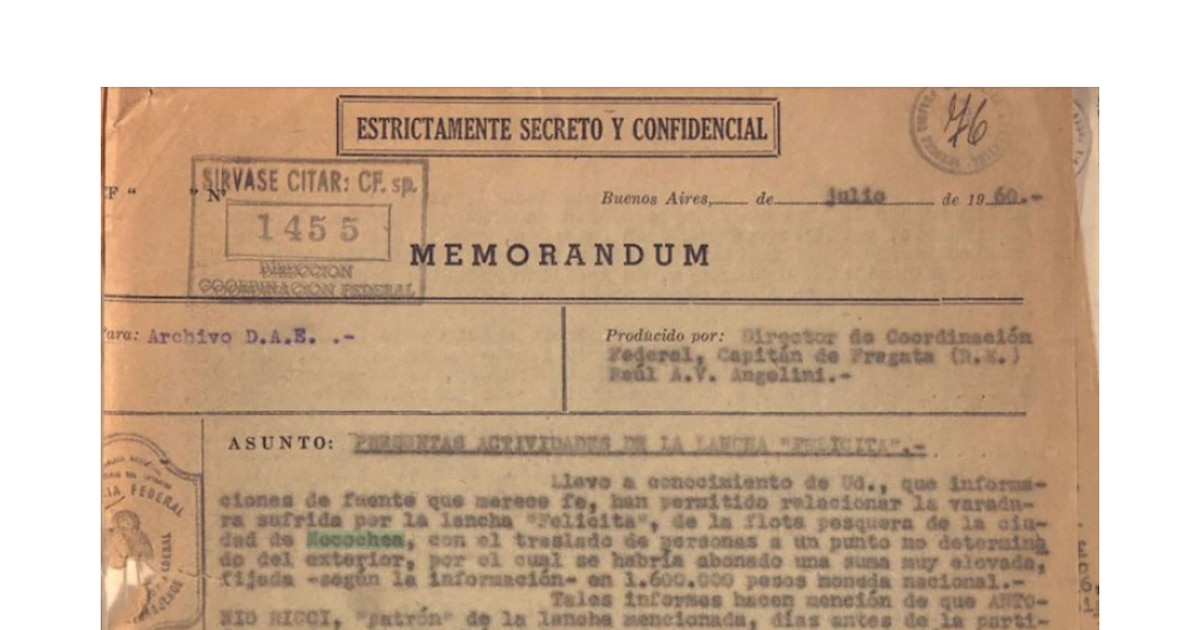 76
ESTRICTAMENTE SECRETO Y CONFIDENCIAL
SIRVASE CITAR: CF. sp.
F “ ” Nº
1455
DIRECCION
COORDINACION FEDERAL
Buenos Aires, de julio de 1960.-
MEMORANDUM
ara: Archivo D.A.E. .-
Producido por: Director de Coordinación
Federal, Capitán de Fragata (R.E.)
Raúl A.V. Angelini.-
ASUNTO: PRESUNTAS ACTIVIDADES DE LA LANCHA "FELICITA".-
IA FEDERAL
Llevo a conocimiento de Ud., que informa-
ciones de fuente que merece fe, han permitido relacionar la varadu-
ra sufrida por la lancha "Felicita", de la flota pesquera de la ciu-
dad de Necochea, con el traslado de personas a un punto no determina
do del exterior, por el cual se habría abonado una suma muy elevada,
fijada -según la información- en 1.600.000 pesos moneda nacional.-
Tales informes hacen mención de que ANTO-
NIO RICCI, "patrón" de la lancha mencionada, días antes de la parti-